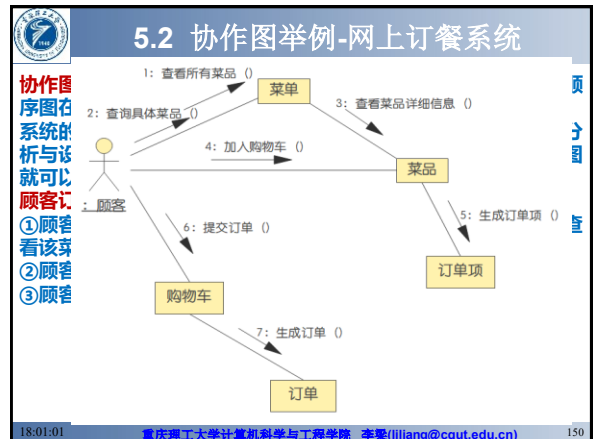 5.2 协作图举例-网上订餐系统
协作图
顾
序图在
系统的
分
析与设
图
就可以
顾客订
①顾客
查
看该菜
②顾客
③顾客
1: 查看所有菜品 ()
菜单
2: 查询具体菜品 ()
3: 查看菜品详细信息 ()
4: 加入购物车 ()
菜品
: 顾客
5: 生成订单项 ()
6: 提交订单 ()
订单项
购物车
7: 生成订单 ()
订单
18:01:01
重庆理工大学计算机科学与工程学院 李梁(liliang@cqut.edu.cn)
150